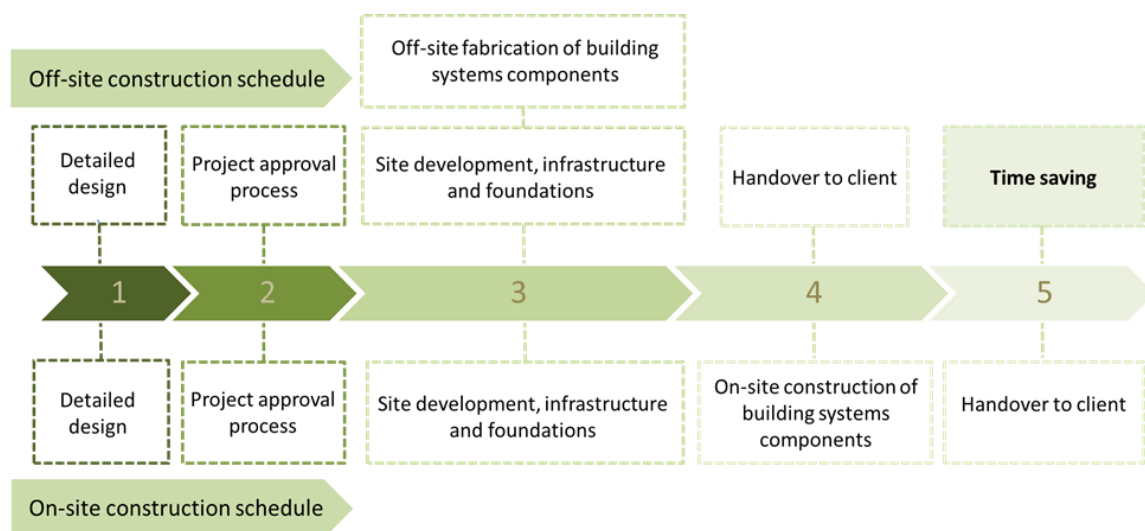 Off-site construction schedule
Off-site fabrication of building
systems components
Detailed
design
Project approval
process
Site development, infrastructure
and foundations
Handover to client
Time saving
1
2
3
4
5
Detailed
design
Project approval
process
Site development, infrastructure
and foundations
On-site construction of
building systems
components
Handover to client
On-site construction schedule